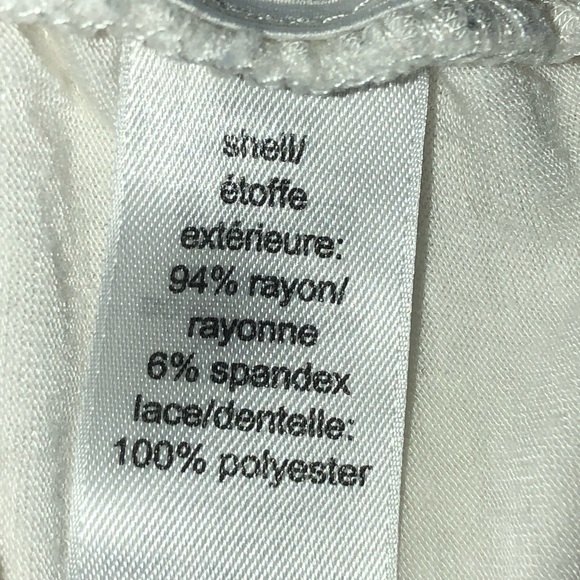 shell/
étoffe
extérieure:
94% rayon/
rayonne
6% spandex
lace/dentelle:
100% polyester